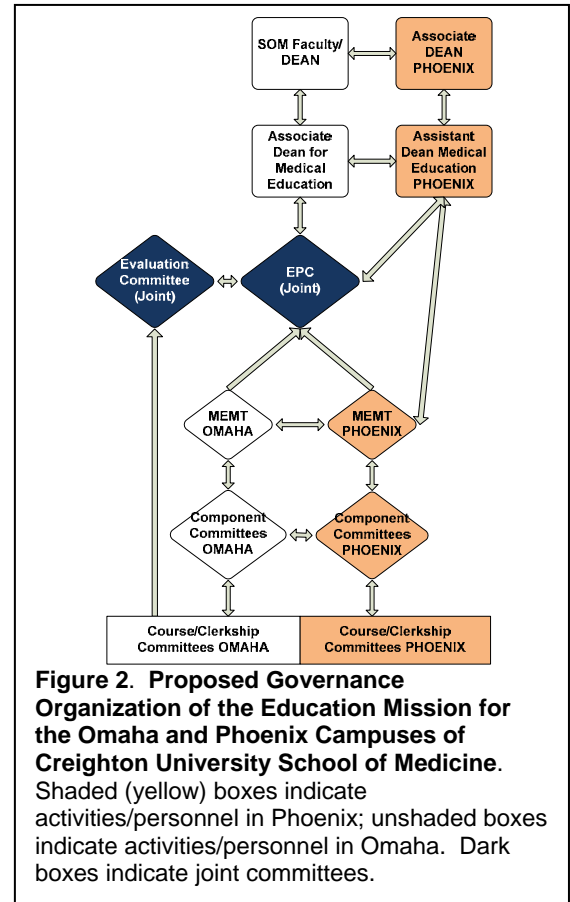 SOM Faculty/
DEAN
Associate
DEAN
PHOENIX
Associate
Dean for
Medical
Education
Assistant
Dean Medical
Education
PHOENIX
Evaluation
Committee
(Joint)
EPC
(Joint)
MEMT
OMAHA
MEMT
PHOENIX
Component
Committees
OMAHA
Component
Committees
PHOENIX
Course/Clerkship
Committees OMAHA
Course/Clerkship
Committees PHOENIX
Figure 2. Proposed Governance
Organization of the Education Mission for
the Omaha and Phoenix Campuses of
Creighton University School of Medicine.
Shaded (yellow) boxes indicate
activities/personnel in Phoenix; unshaded boxes
indicate activities/personnel in Omaha. Dark
boxes indicate joint committees.